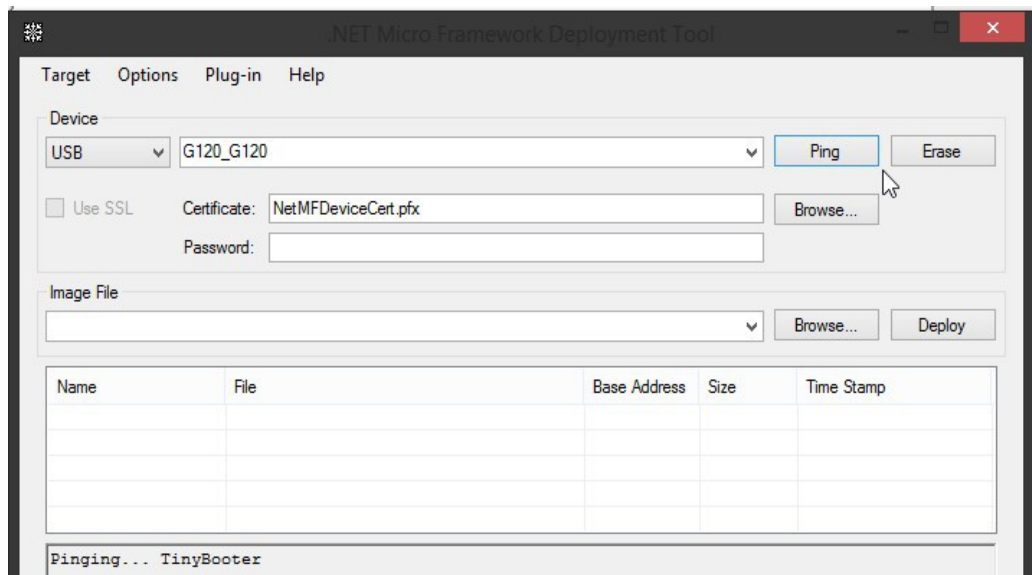 .NET Micro Framework Deployment Tool
Target Options Plug-in Help
Device
USB G120_G120 Ping Erase
Use SSL Certificate: NetMFDeviceCert.pfx Browse...
Password:
Image File
Browse... Deploy
Name File Base Address Size Time Stamp
Pinging... TinyBooter